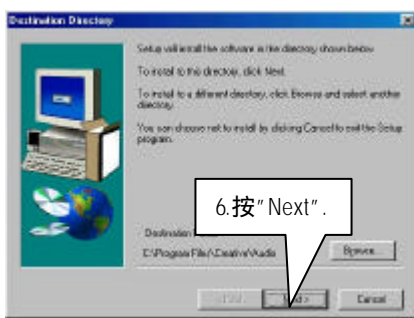 Destination Directory
Setup will install the software in the directory shown below.
To install to this directory, click Next.
To install to a different directory, click Browse and select another
directory.
You can choose not to install by clicking Cancel to exit the Setup
program.
6.按"Next".
Destination
C:\Program Files\Creative\Audio
Browse...
Next >
Cancel